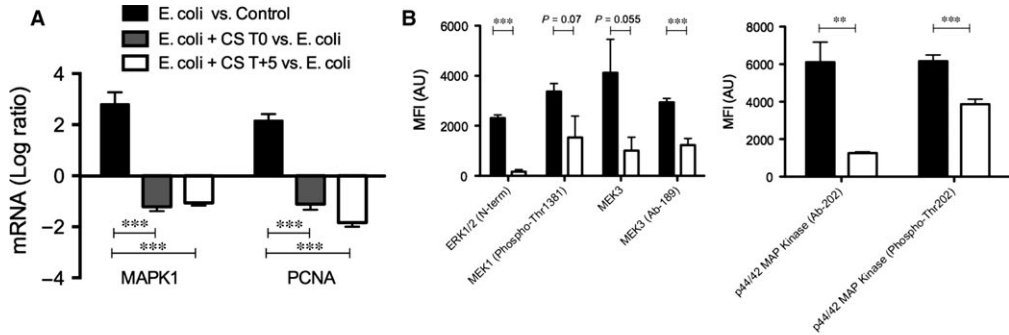 A
E. coli vs. Control
E. coli + CS T0 vs. E. coli
E. coli + CS T+5 vs. E. coli
mRNA (Log ratio)
4
2
0
−2
−4
***
***
***
***
MAPK1
PCNA
B
MFI (AU)
6000
4000
2000
0
***
P = 0.07
P = 0.055
***
ERK1/2 (N-term)
MEK1 (Phospho-Thr1381)
MEK3
MEK3 (Ab-189)
MFI (AU)
8000
6000
4000
2000
0
**
***
p44/42 MAP Kinase (Ab-202)
p44/42 MAP Kinase (Phospho-Thr202)